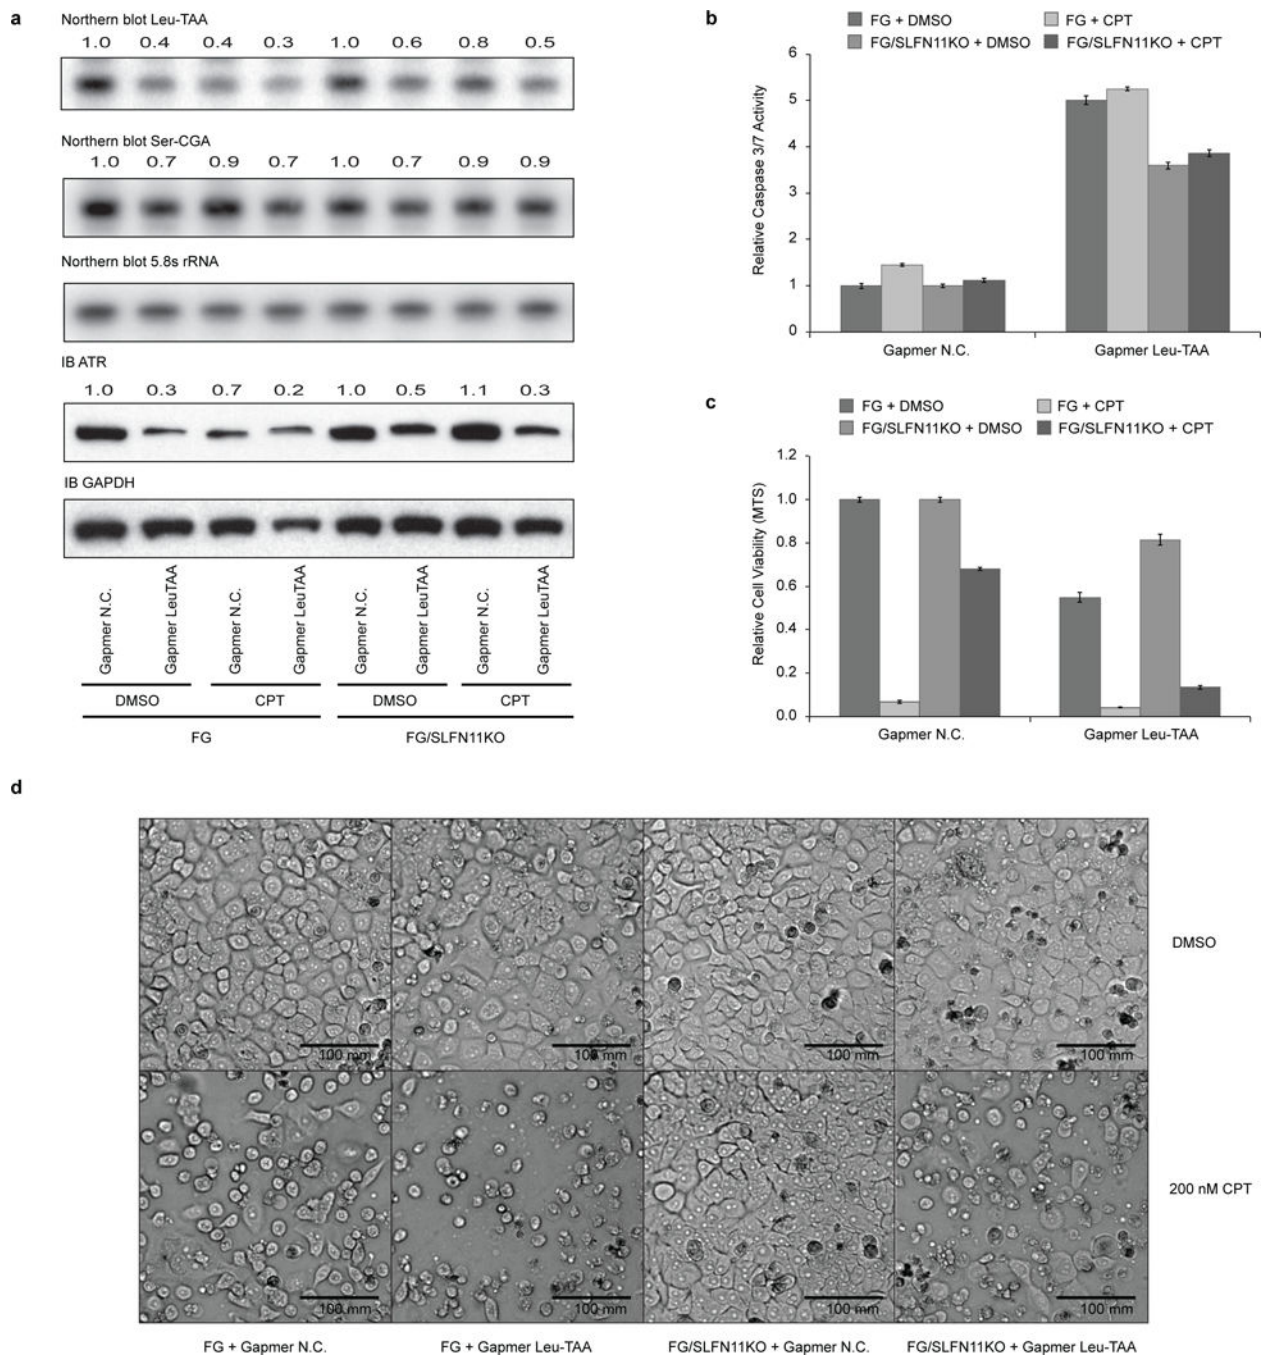 a
Northern blot Leu-TAA
1.0 0.4 0.4 0.3 1.0 0.6 0.8 0.5
Northern blot Ser-CGA
1.0 0.7 0.9 0.7 1.0 0.7 0.9 0.9
Northern blot 5.8s rRNA
IB ATR
1.0 0.3 0.7 0.2 1.0 0.5 1.1 0.3
IB GAPDH
Gapmer N.C. Gapmer LeuTAA Gapmer N.C. Gapmer LeuTAA Gapmer N.C. Gapmer LeuTAA Gapmer N.C. Gapmer LeuTAA
DMSO CPT DMSO CPT
FG FG/SLFN11KO
b
FG + DMSO FG + CPT
FG/SLFN11KO + DMSO FG/SLFN11KO + CPT
Relative Caspase 3/7 Activity
6
5
4
3
2
1
0
Gapmer N.C. Gapmer Leu-TAA
c
FG + DMSO FG + CPT
FG/SLFN11KO + DMSO FG/SLFN11KO + CPT
Relative Cell Viability (MTS)
1.2
1.0
0.8
0.6
0.4
0.2
0.0
Gapmer N.C. Gapmer Leu-TAA
d
DMSO
100 mm 100 mm 100 mm 100 mm
200 nM CPT
100 mm 100 mm 100 mm 100 mm
FG + Gapmer N.C. FG + Gapmer Leu-TAA FG/SLFN11KO + Gapmer N.C. FG/SLFN11KO + Gapmer Leu-TAA